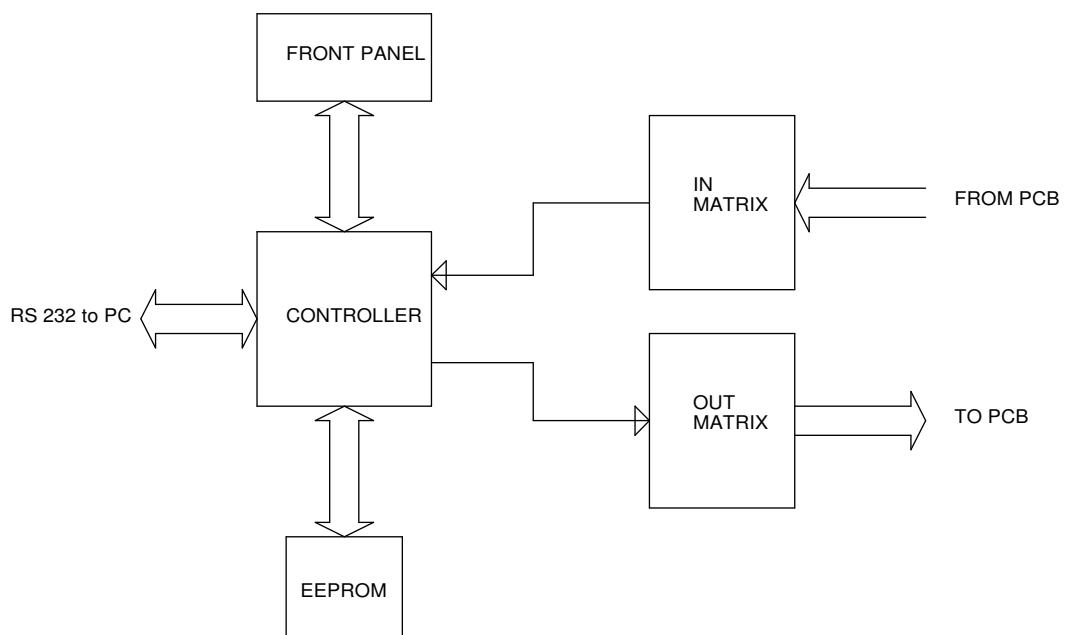 FRONT PANEL
IN
MATRIX
FROM PCB
RS 232 to PC
CONTROLLER
OUT
MATRIX
TO PCB
EEPROM